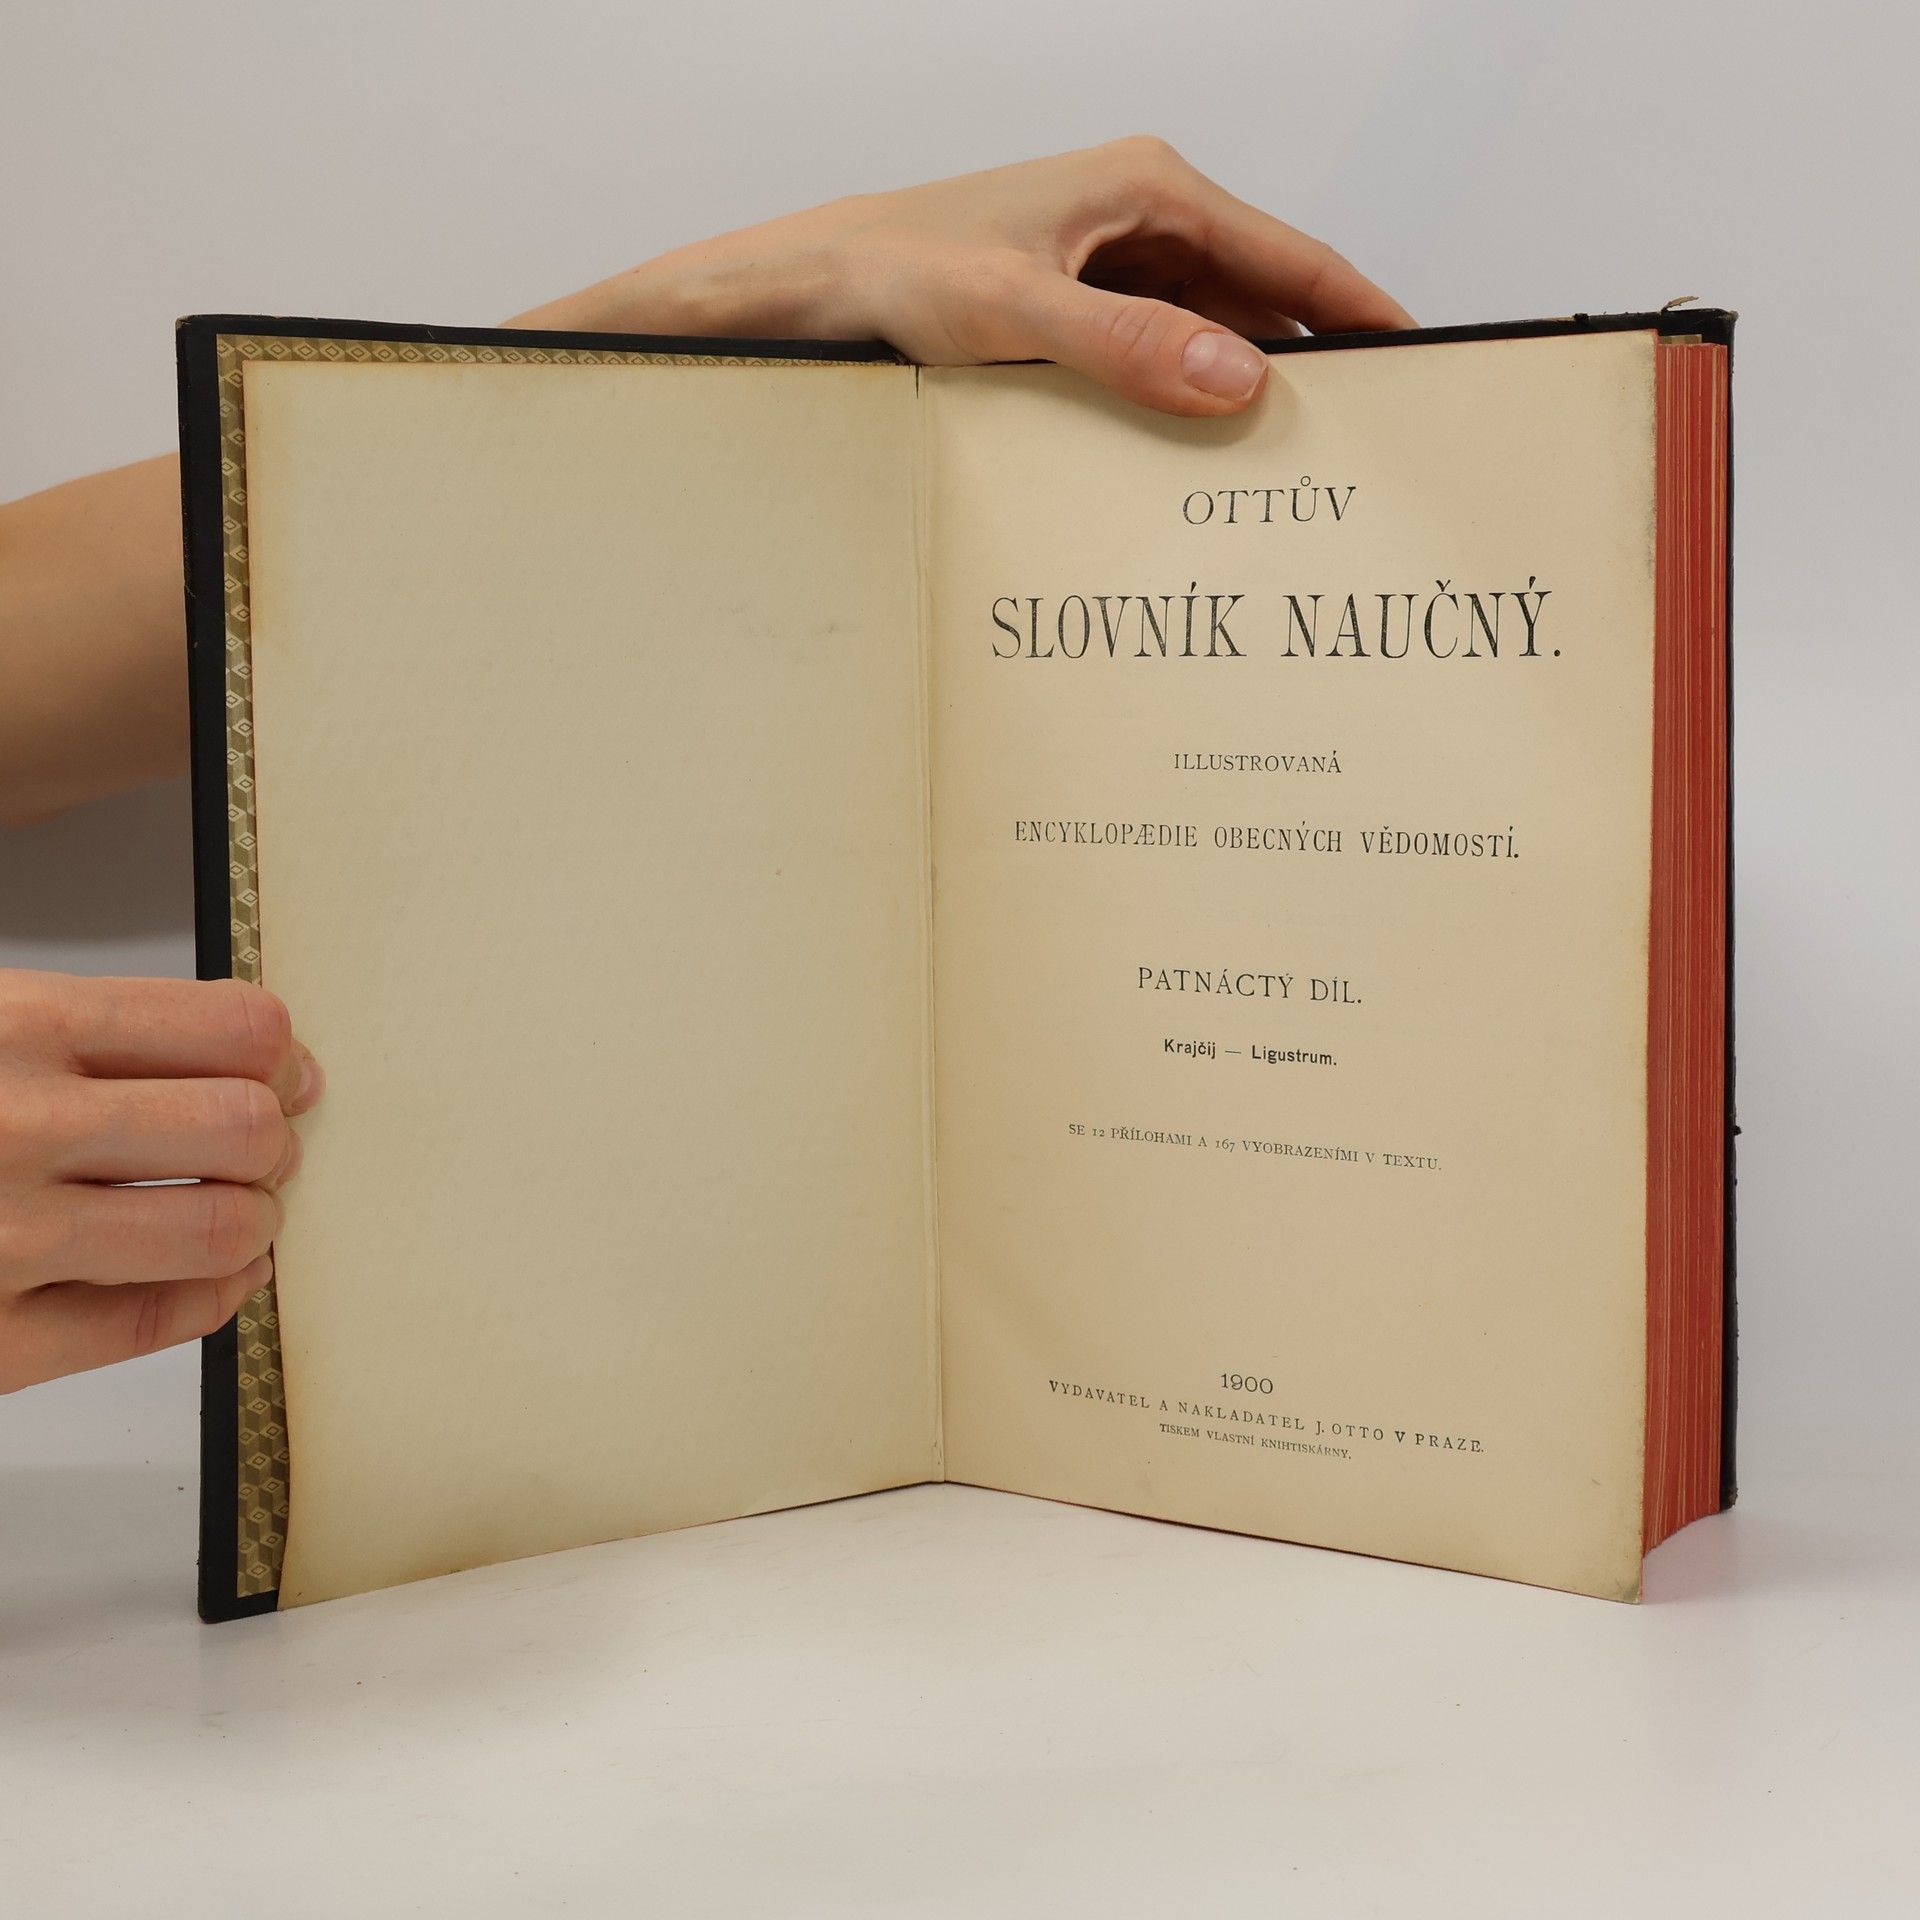 OTTŮV
SLOVNÍK NAUČNÝ.
ILLUSTROVANÁ
ENCYKLOPÆDIE OBECNÝCH VĚDOMOSTÍ.
PATNÁCTÝ DÍL.
Krajčij — Ligustrum.
SE 12 PŘÍLOHAMI A 167 VYOBRAZENÍMI V TEXTU.
1900
VYDAVATEL A NAKLADATEL J. OTTO V PRAZE.
TISKEM VLASTNÍ KNIHTISKÁRNY.